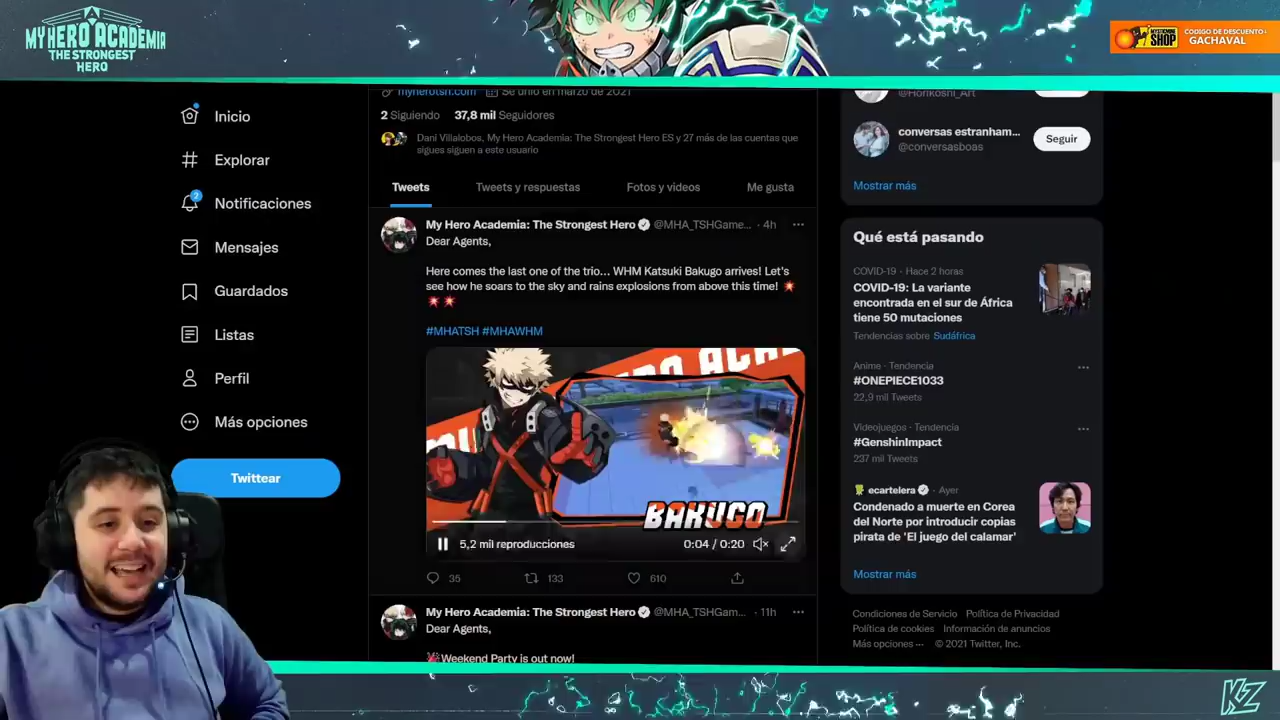 MY HERO ACADEMIA
THE STRONGEST
HERO
MYSTICMINE
SHOP
CÓDIGO DE DESCUENTO:
GACHAVAL
Inicio
Explorar
2
Notificaciones
Mensajes
Guardados
Listas
Perfil
Más opciones
Twittear
myherotsh.com Se unió en marzo de 2021
2 Siguiendo 37,8 mil Seguidores
Dani Villalobos, My Hero Academia: The Strongest Hero ES y 27 más de las cuentas que
sigues siguen a este usuario
Tweets Tweets y respuestas Fotos y videos Me gusta
My Hero Academia: The Strongest Hero @MHA_TSHGame... · 4h
Dear Agents,
Here comes the last one of the trio... WHM Katsuki Bakugo arrives! Let's
see how he soars to the sky and rains explosions from above this time!
#MHATSH #MHAWHM
BAKUGO
5,2 mil reproducciones 0:04 / 0:20
35 133 610
My Hero Academia: The Strongest Hero @MHA_TSHGam... · 11h
Dear Agents,
Weekend Party is out now!
@Horikoshi_Art
conversas estranham...
@conversasboas
Seguir
Mostrar más
Qué está pasando
COVID-19 · Hace 2 horas
COVID-19: La variante
encontrada en el sur de África
tiene 50 mutaciones
Tendencias sobre Sudáfrica
Anime · Tendencia
#ONEPIECE1033
22,9 mil Tweets
Videojuegos · Tendencia
#GenshinImpact
237 mil Tweets
ecartelera · Ayer
Condenado a muerte en Corea
del Norte por introducir copias
pirata de 'El juego del calamar'
Mostrar más
Condiciones de Servicio Política de Privacidad
Política de cookies Información de anuncios
Más opciones ··· © 2021 Twitter, Inc.
KZ